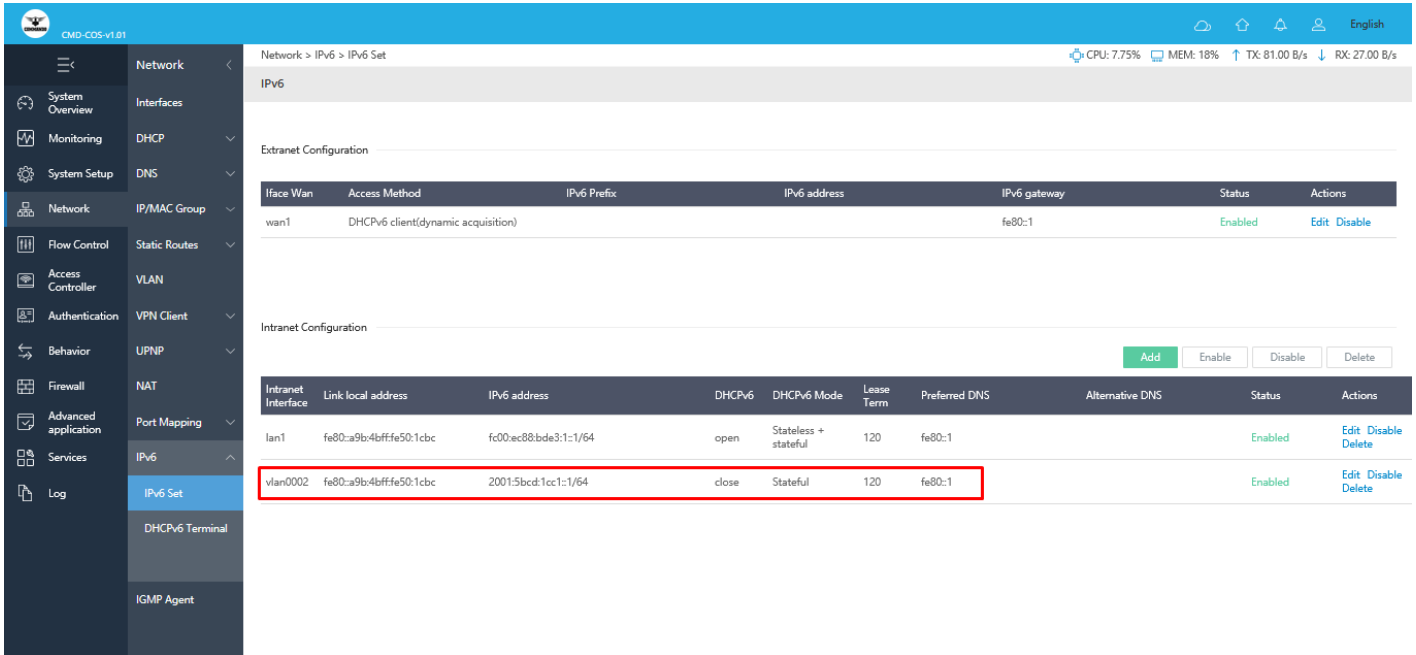 COMMANDO
CMD-COS-v1.01
English
Network
Network > IPv6 > IPv6 Set
CPU: 7.75% MEM: 18% TX: 81.00 B/s RX: 27.00 B/s
IPv6
System
Overview
Monitoring
System Setup
Network
Flow Control
Access
Controller
Authentication
Behavior
Firewall
Advanced
application
Services
Log
Interfaces
DHCP
DNS
IP/MAC Group
Static Routes
VLAN
VPN Client
UPNP
NAT
Port Mapping
IPv6
IPv6 Set
DHCPv6 Terminal
IGMP Agent
Extranet Configuration
Iface Wan Access Method IPv6 Prefix IPv6 address IPv6 gateway Status Actions
wan1 DHCPv6 client(dynamic acquisition) fe80::1 Enabled Edit Disable
Intranet Configuration
Add Enable Disable Delete
Intranet
Interface Link local address IPv6 address DHCPv6 DHCPv6 Mode Lease
Term Preferred DNS Alternative DNS Status Actions
lan1 fe80::a9b:4bff:fe50:1cbc fc00:ec88:bde3:1::1/64 open Stateless +
stateful 120 fe80::1 Enabled Edit Disable
Delete
vlan0002 fe80::a9b:4bff:fe50:1cbc 2001:5bcd:1cc1::1/64 close Stateful 120 fe80::1 Enabled Edit Disable
Delete